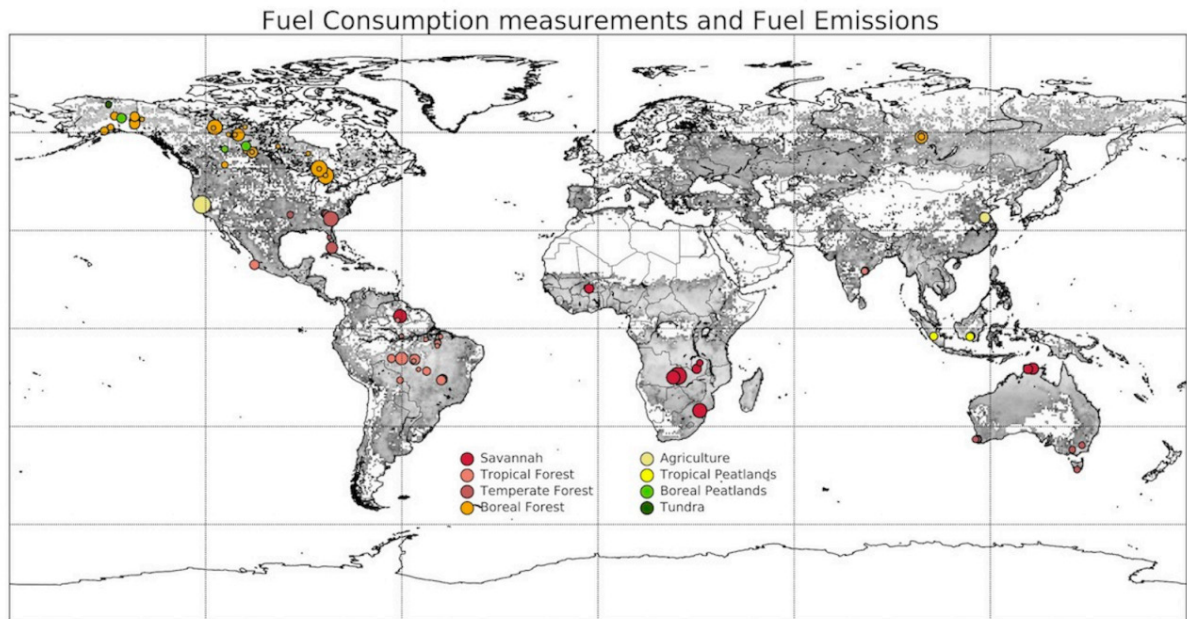 Fuel Consumption measurements and Fuel Emissions
Savannah
Tropical Forest
Temperate Forest
Boreal Forest
Agriculture
Tropical Peatlands
Boreal Peatlands
Tundra